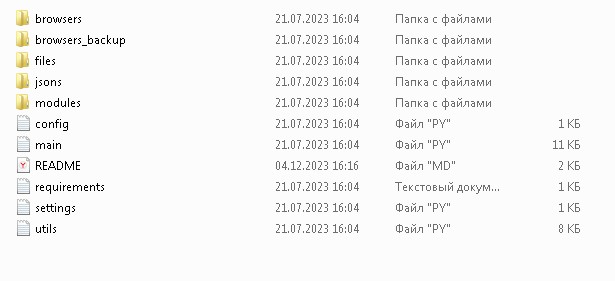 browsers 21.07.2023 16:04 Папка с файлами
browsers_backup 21.07.2023 16:04 Папка с файлами
files 21.07.2023 16:04 Папка с файлами
jsons 21.07.2023 16:04 Папка с файлами
modules 21.07.2023 16:04 Папка с файлами
config 21.07.2023 16:04 Файл "PY" 1 КБ
main 21.07.2023 16:04 Файл "PY" 11 КБ
README 04.12.2023 16:16 Файл "MD" 2 КБ
requirements 21.07.2023 16:04 Текстовый докум... 1 КБ
settings 21.07.2023 16:04 Файл "PY" 1 КБ
utils 21.07.2023 16:04 Файл "PY" 8 КБ